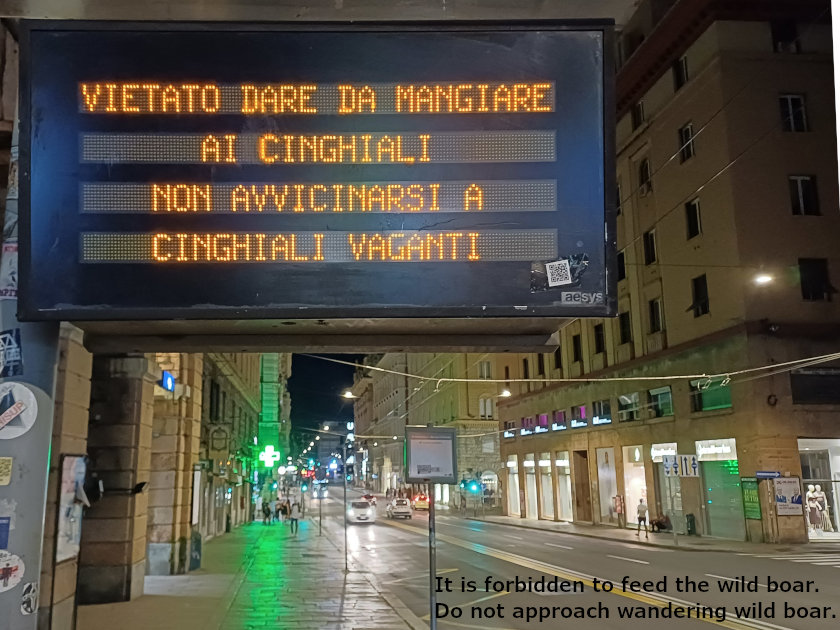 VIETATO DARE DA MANGIARE
AI CINGHIALI
NON AVVICINARSI A
CINGHIALI VAGANTI
aesys
It is forbidden to feed the wild boar.
Do not approach wandering wild boar.